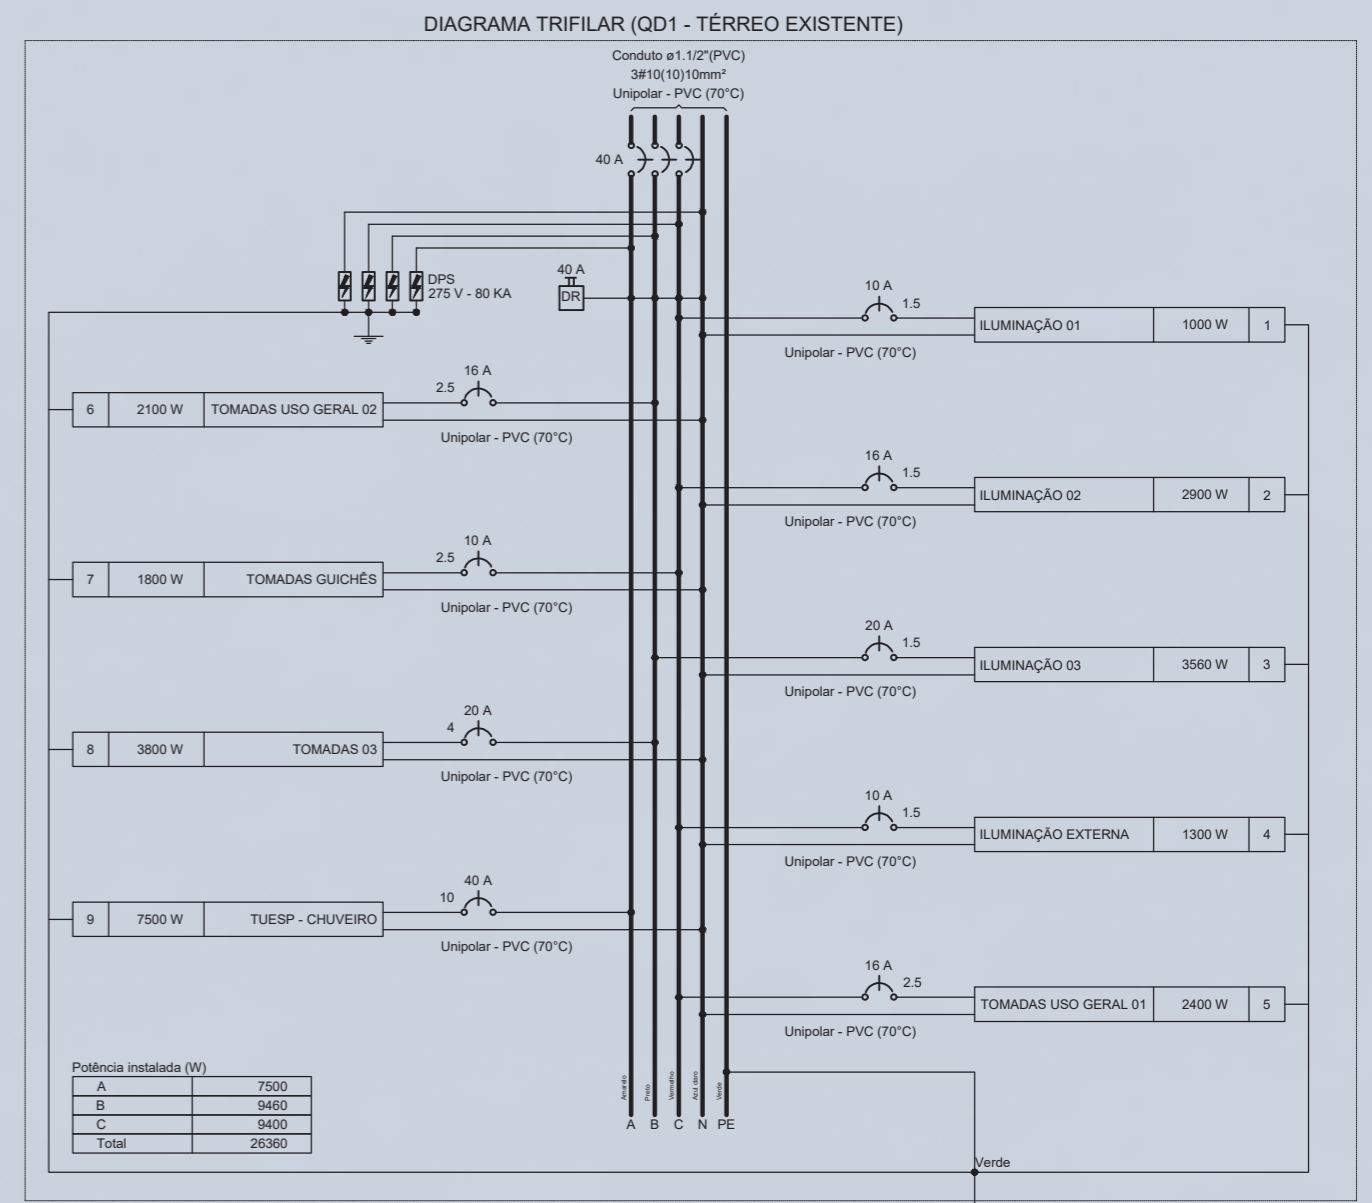 DIAGRAMA TRIFILAR (QD1 - TÉRREO EXISTENTE)
Conduto ø1.1/2"(PVC)
3#10(10)10mm²
Unipolar - PVC (70°C)
40 A
DPS
275 V - 80 KA
40 A
DR
10 A
1.5
ILUMINAÇÃO 01 1000 W 1
Unipolar - PVC (70°C)
16 A
2.5
6 2100 W TOMADAS USO GERAL 02
Unipolar - PVC (70°C)
16 A
1.5
ILUMINAÇÃO 02 2900 W 2
Unipolar - PVC (70°C)
10 A
2.5
7 1800 W TOMADAS GUICHÊS
Unipolar - PVC (70°C)
20 A
1.5
ILUMINAÇÃO 03 3560 W 3
Unipolar - PVC (70°C)
20 A
4
8 3800 W TOMADAS 03
Unipolar - PVC (70°C)
10 A
1.5
ILUMINAÇÃO EXTERNA 1300 W 4
Unipolar - PVC (70°C)
40 A
10
9 7500 W TUESP - CHUVEIRO
Unipolar - PVC (70°C)
16 A
2.5
TOMADAS USO GERAL 01 2400 W 5
Unipolar - PVC (70°C)
Potência instalada (W)
A 7500
B 9460
C 9400
Total 26360
Amarelo
Preto
Vermelho
Azul claro
Verde
A B C N PE
Verde